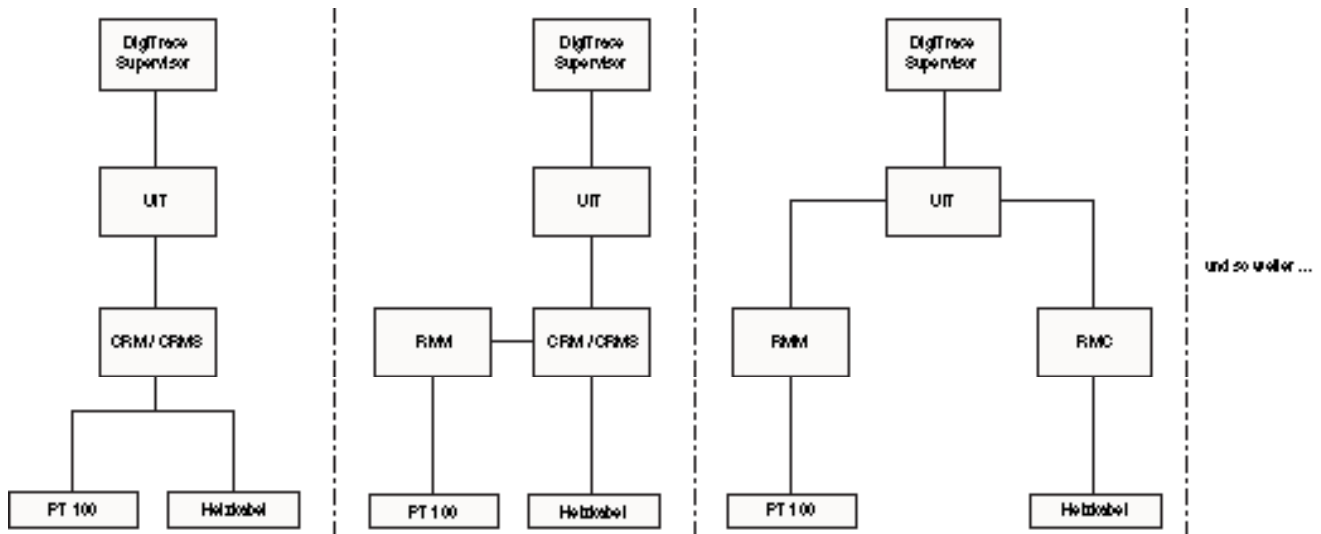 DigiTrace
Supervisor
UIT
CRM / CRMS
PT 100
Heizkabel
DigiTrace
Supervisor
UIT
RMM
CRM / CRMS
PT 100
Heizkabel
DigiTrace
Supervisor
UIT
RMM
RMC
PT 100
Heizkabel
und so weiter ...